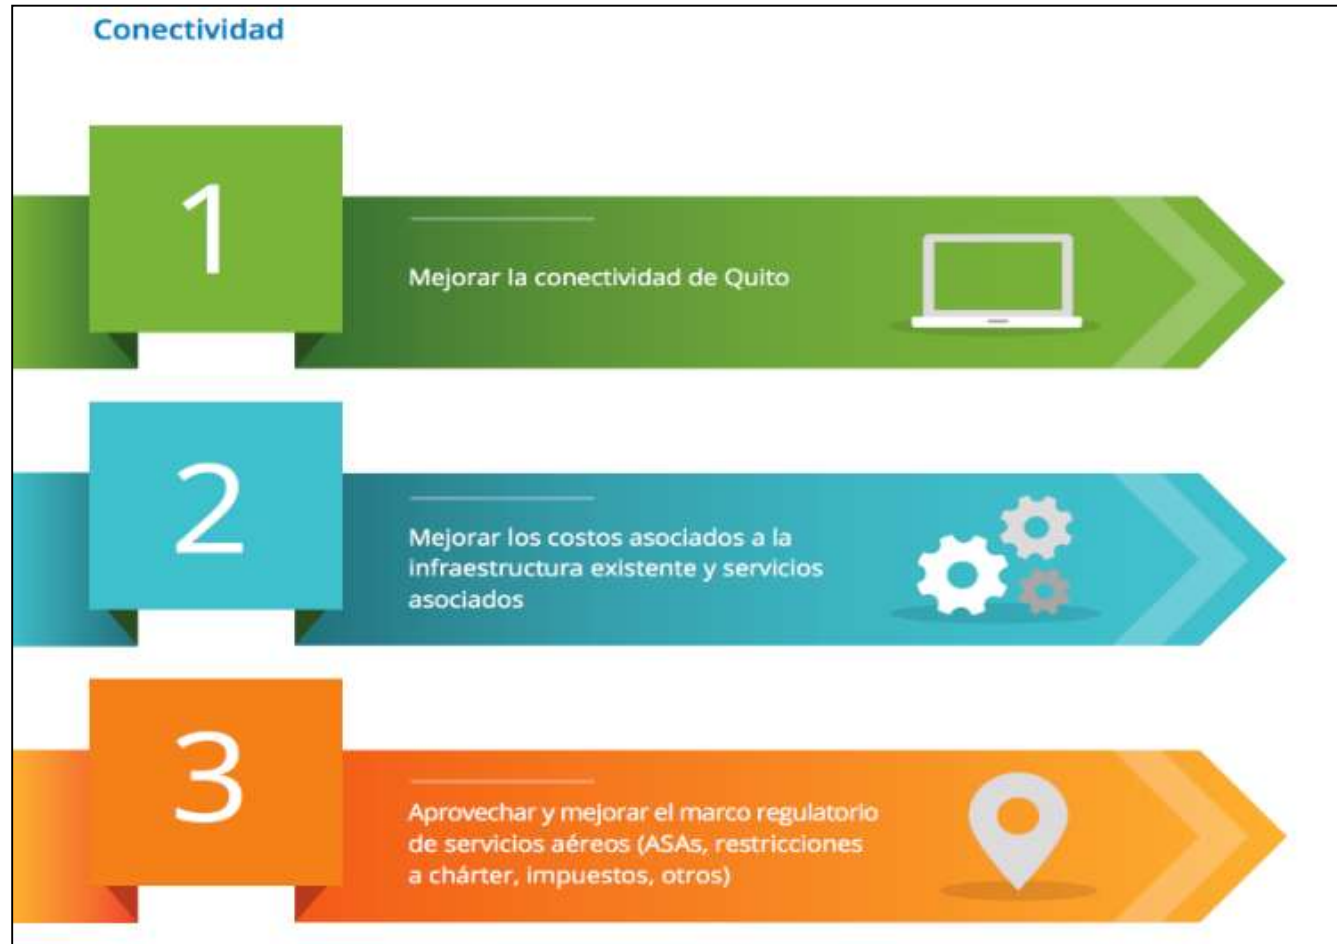 Conectividad
1
Mejorar la conectividad de Quito
2
Mejorar los costos asociados a la
infraestructura existente y servicios
asociados
3
Aprovechar y mejorar el marco regulatorio
de servicios aéreos (ASAs, restricciones
a chárter, impuestos, otros)